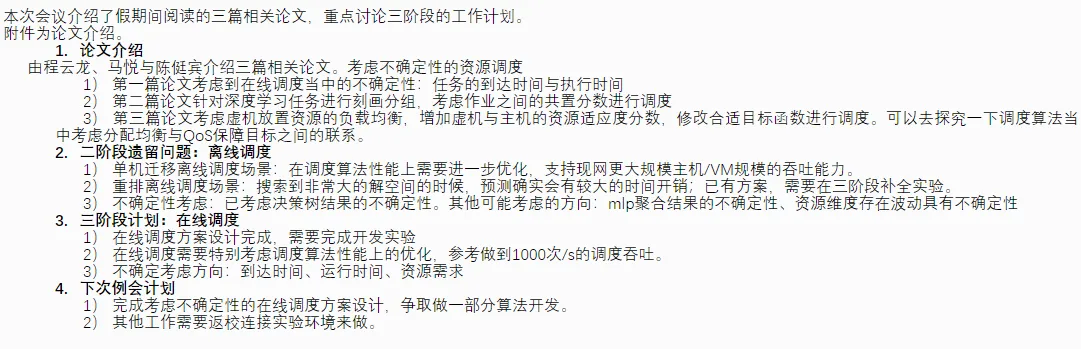 本次会议介绍了假期间阅读的三篇相关论文，重点讨论三阶段的工作计划。
附件为论文介绍。
1. 论文介绍
由程云龙、马悦与陈侹宾介绍三篇相关论文。考虑不确定性的资源调度
1） 第一篇论文考虑到在线调度当中的不确定性：任务的到达时间与执行时间
2） 第二篇论文针对深度学习任务进行刻画分组，考虑作业之间的共置分数进行调度
3） 第三篇论文考虑虚机放置资源的负载均衡，增加虚机与主机的资源适应度分数，修改合适目标函数进行调度。可以去探究一下调度算法当
中考虑分配均衡与QoS保障目标之间的联系。
2. 二阶段遗留问题：离线调度
1） 单机迁移离线调度场景：在调度算法性能上需要进一步优化，支持现网更大规模主机/VM规模的吞吐能力。
2） 重排离线调度场景：搜索到非常大的解空间的时候，预测确实会有较大的时间开销；已有方案，需要在三阶段补全实验。
3） 不确定性考虑：已考虑决策树结果的不确定性。其他可能考虑的方向：mlp聚合结果的不确定性、资源维度存在波动具有不确定性
3. 三阶段计划：在线调度
1） 在线调度方案设计完成，需要完成开发实验
2） 在线调度需要特别考虑调度算法性能上的优化，参考做到1000次/s的调度吞吐。
3） 不确定考虑方向：到达时间、运行时间、资源需求
4. 下次例会计划
1） 完成考虑不确定性的在线调度方案设计，争取做一部分算法开发。
2） 其他工作需要返校连接实验环境来做。